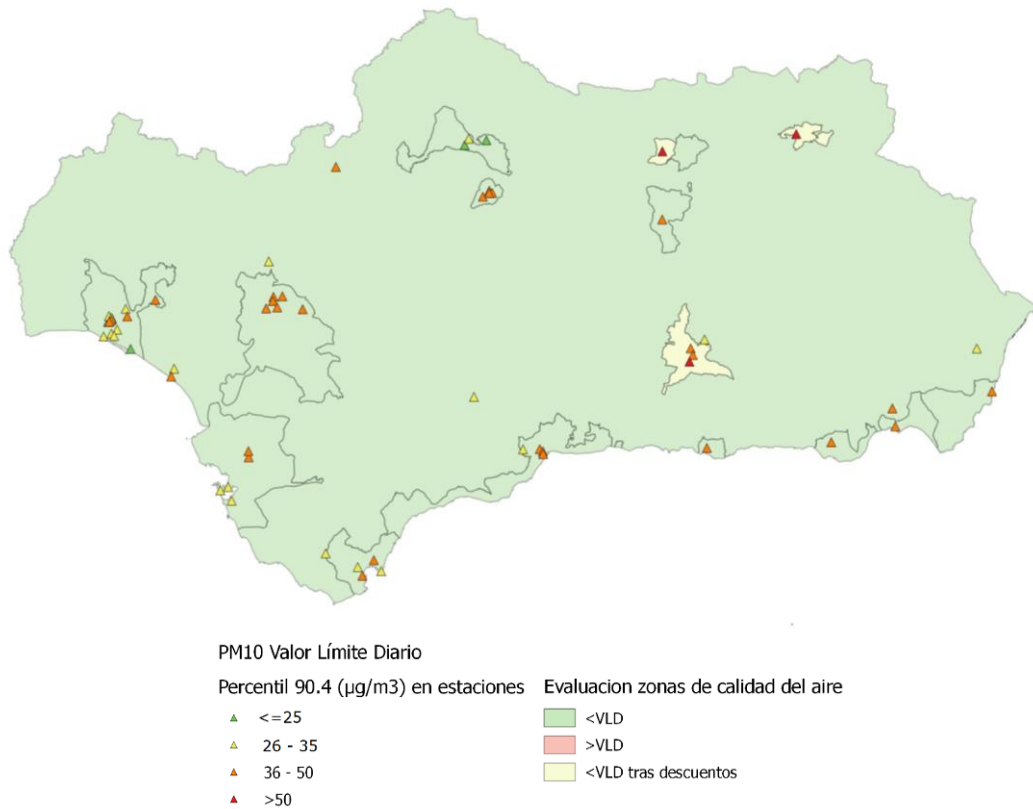 PM10 Valor Límite Diario
Percentil 90.4 (µg/m3) en estaciones
<=25
26 - 35
36 - 50
>50
Evaluacion zonas de calidad del aire
<VLD
>VLD
<VLD tras descuentos